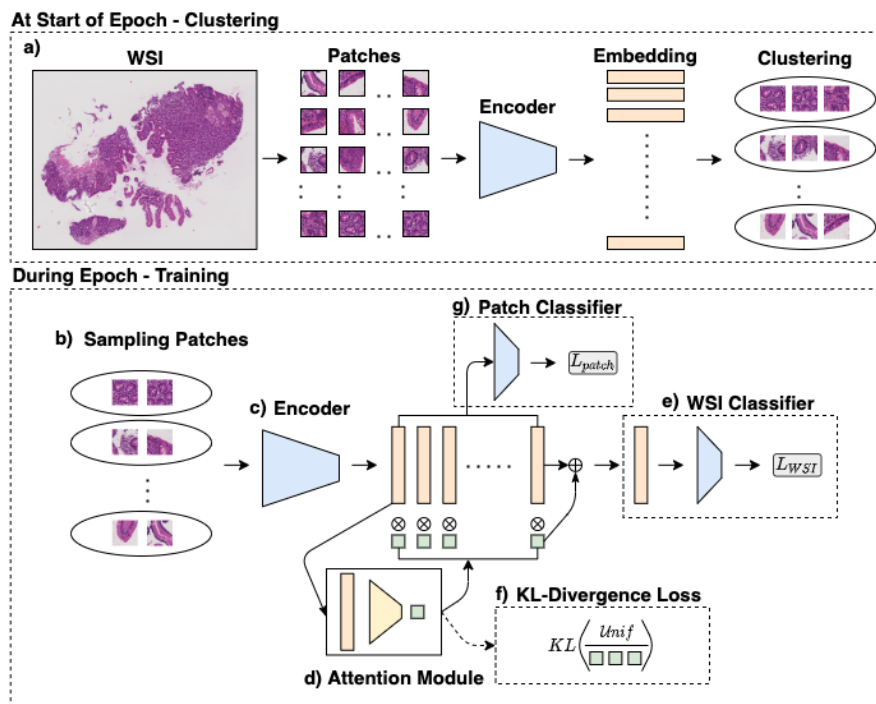 At Start of Epoch - Clustering
a)
WSI
Patches
Encoder
Embedding
Clustering
During Epoch - Training
b) Sampling Patches
c) Encoder
g) Patch Classifier
L_patch
e) WSI Classifier
L_WSI
d) Attention Module
f) KL-Divergence Loss
KL(Unif)